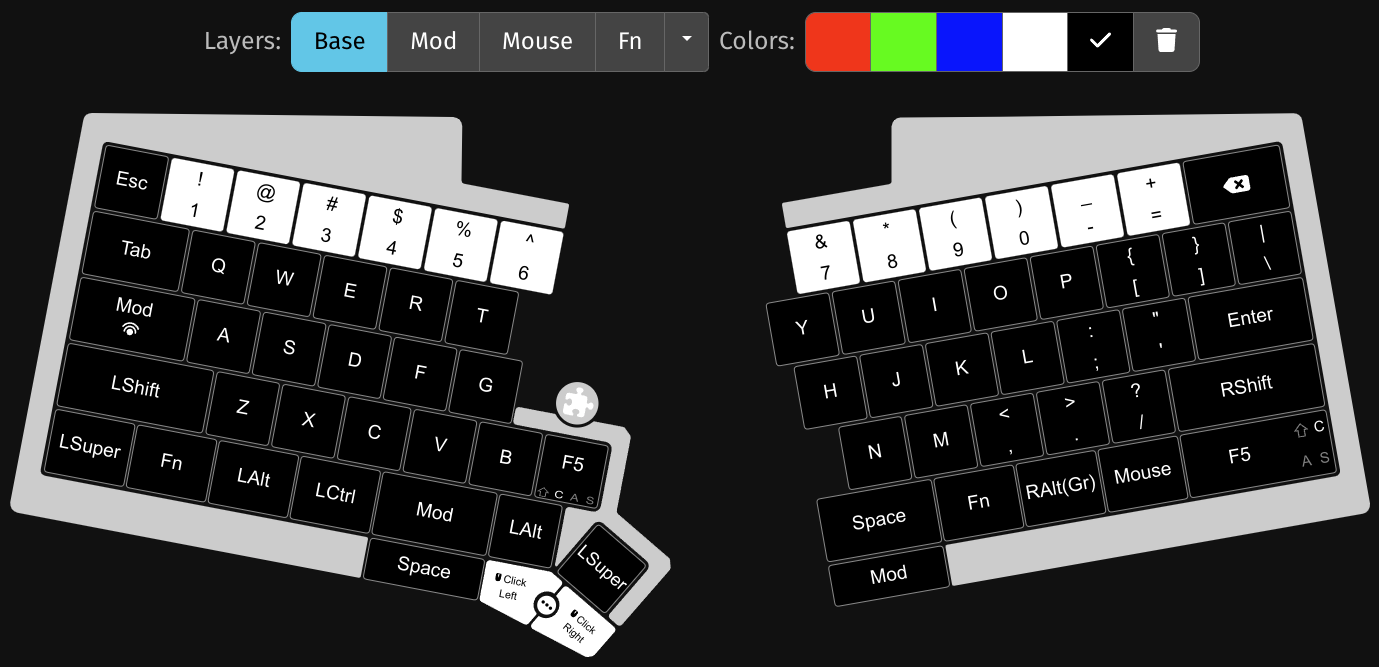 Layers: Base Mod Mouse Fn Colors:
Esc ! 1 @ 2 # 3 $ 4 % 5 ^ 6
Tab Q W E R T
Mod A S D F G
LShift Z X C V B F5 C A S
LSuper Fn LAlt LCtrl Mod LAlt LSuper
Space Click Left Click Right
& 7 * 8 ( 9 ) 0 _ - + =
Y U I O P { [ } ] | \
H J K L : ; " ' Enter
N M < , > . ? / RShift
Space Fn RAlt(Gr) Mouse F5 C A S
Mod